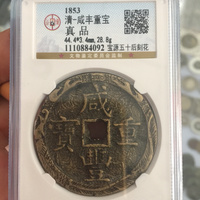 1853
清-咸丰重宝
真 品
44.4*3.4mm,28.8g
1110884092 宝源五十后刻花
咸
豐
重